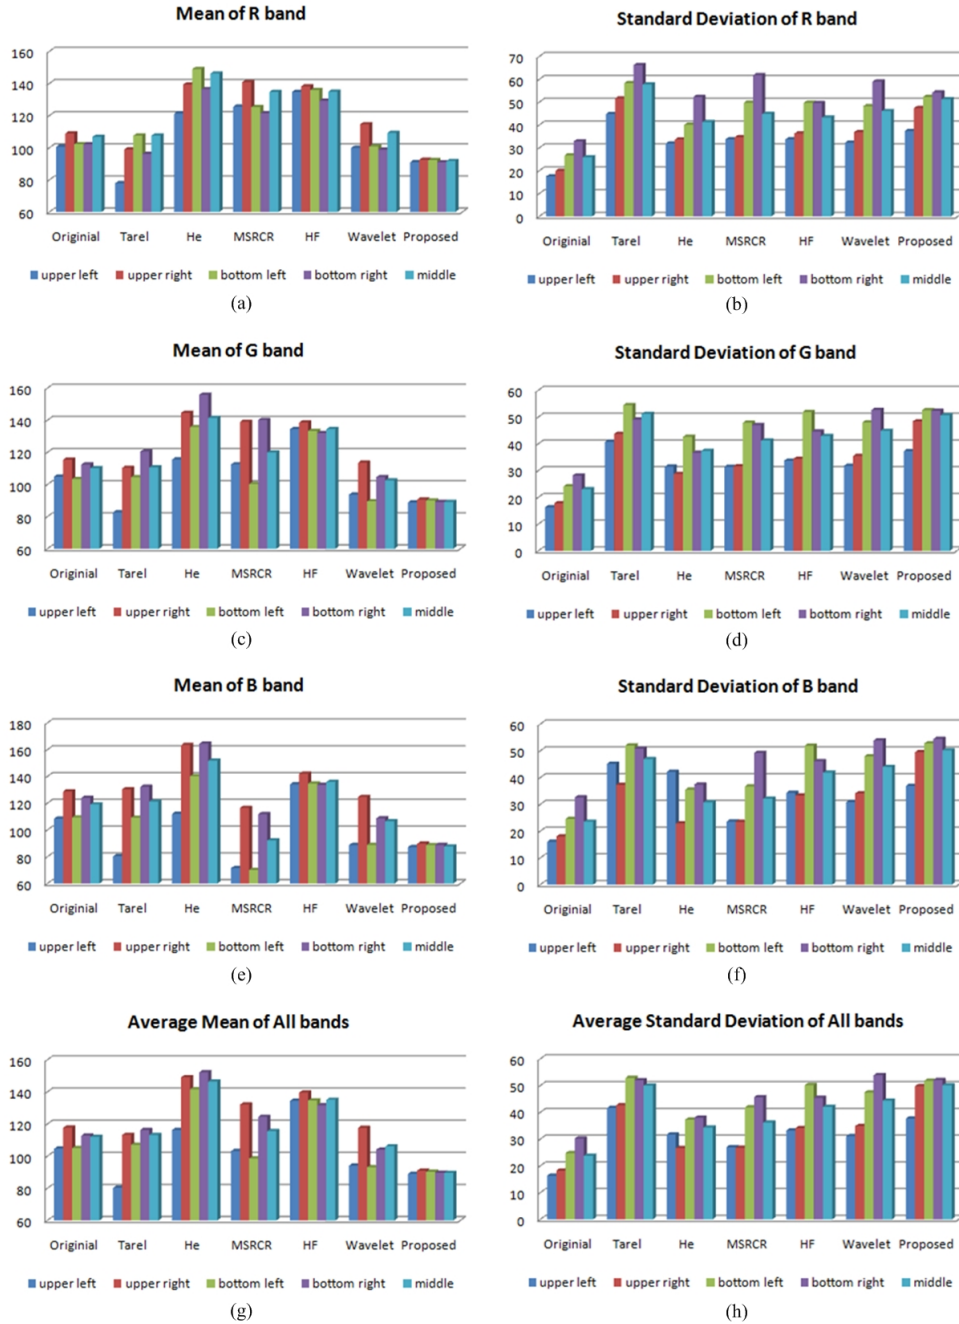 Mean of R band
160
140
120
100
80
60
Originial Tarel He MSRCR HF Wavelet Proposed
upper left upper right bottom left bottom right middle
(a)
Standard Deviation of R band
70
60
50
40
30
20
10
0
Original Tarel He MSRCR HF Wavelet Proposed
upper left upper right bottom left bottom right middle
(b)
Mean of G band
160
140
120
100
80
60
Originial Tarel He MSRCR HF Wavelet Proposed
upper left upper right bottom left bottom right middle
(c)
Standard Deviation of G band
60
50
40
30
20
10
0
Original Tarel He MSRCR HF Wavelet Proposed
upper left upper right bottom left bottom right middle
(d)
Mean of B band
180
160
140
120
100
80
60
Originial Tarel He MSRCR HF Wavelet Proposed
upper left upper right bottom left bottom right middle
(e)
Standard Deviation of B band
60
50
40
30
20
10
0
Original Tarel He MSRCR HF Wavelet Proposed
upper left upper right bottom left bottom right middle
(f)
Average Mean of All bands
160
140
120
100
80
60
Originial Tarel He MSRCR HF Wavelet Proposed
upper left upper right bottom left bottom right middle
(g)
Average Standard Deviation of All bands
60
50
40
30
20
10
0
Original Tarel He MSRCR HF Wavelet Proposed
upper left upper right bottom left bottom right middle
(h)